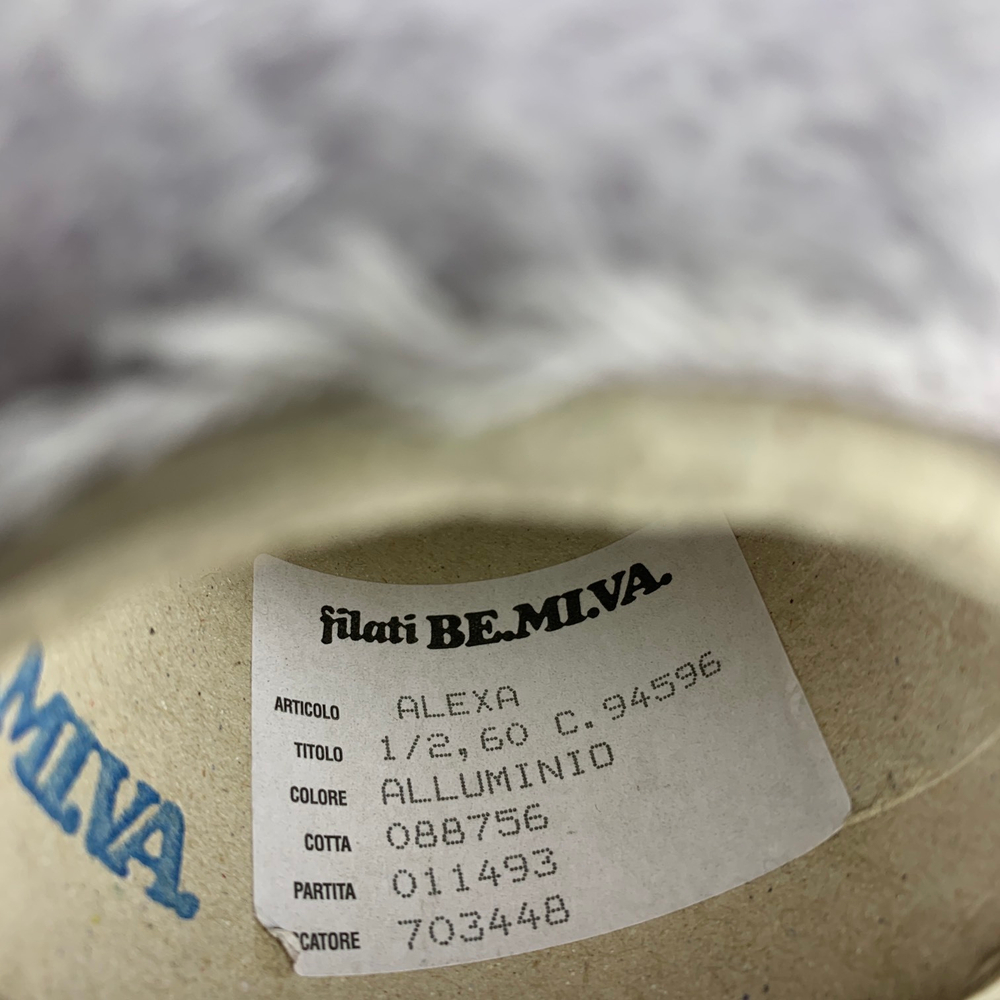 filati BE.MI.VA.
ARTICOLO ALEXA
TITOLO 1/2,60 C.94596
COLORE ALLUMINIO
COTTA 088756
PARTITA 011493
CATORE 703448
MI.VA.